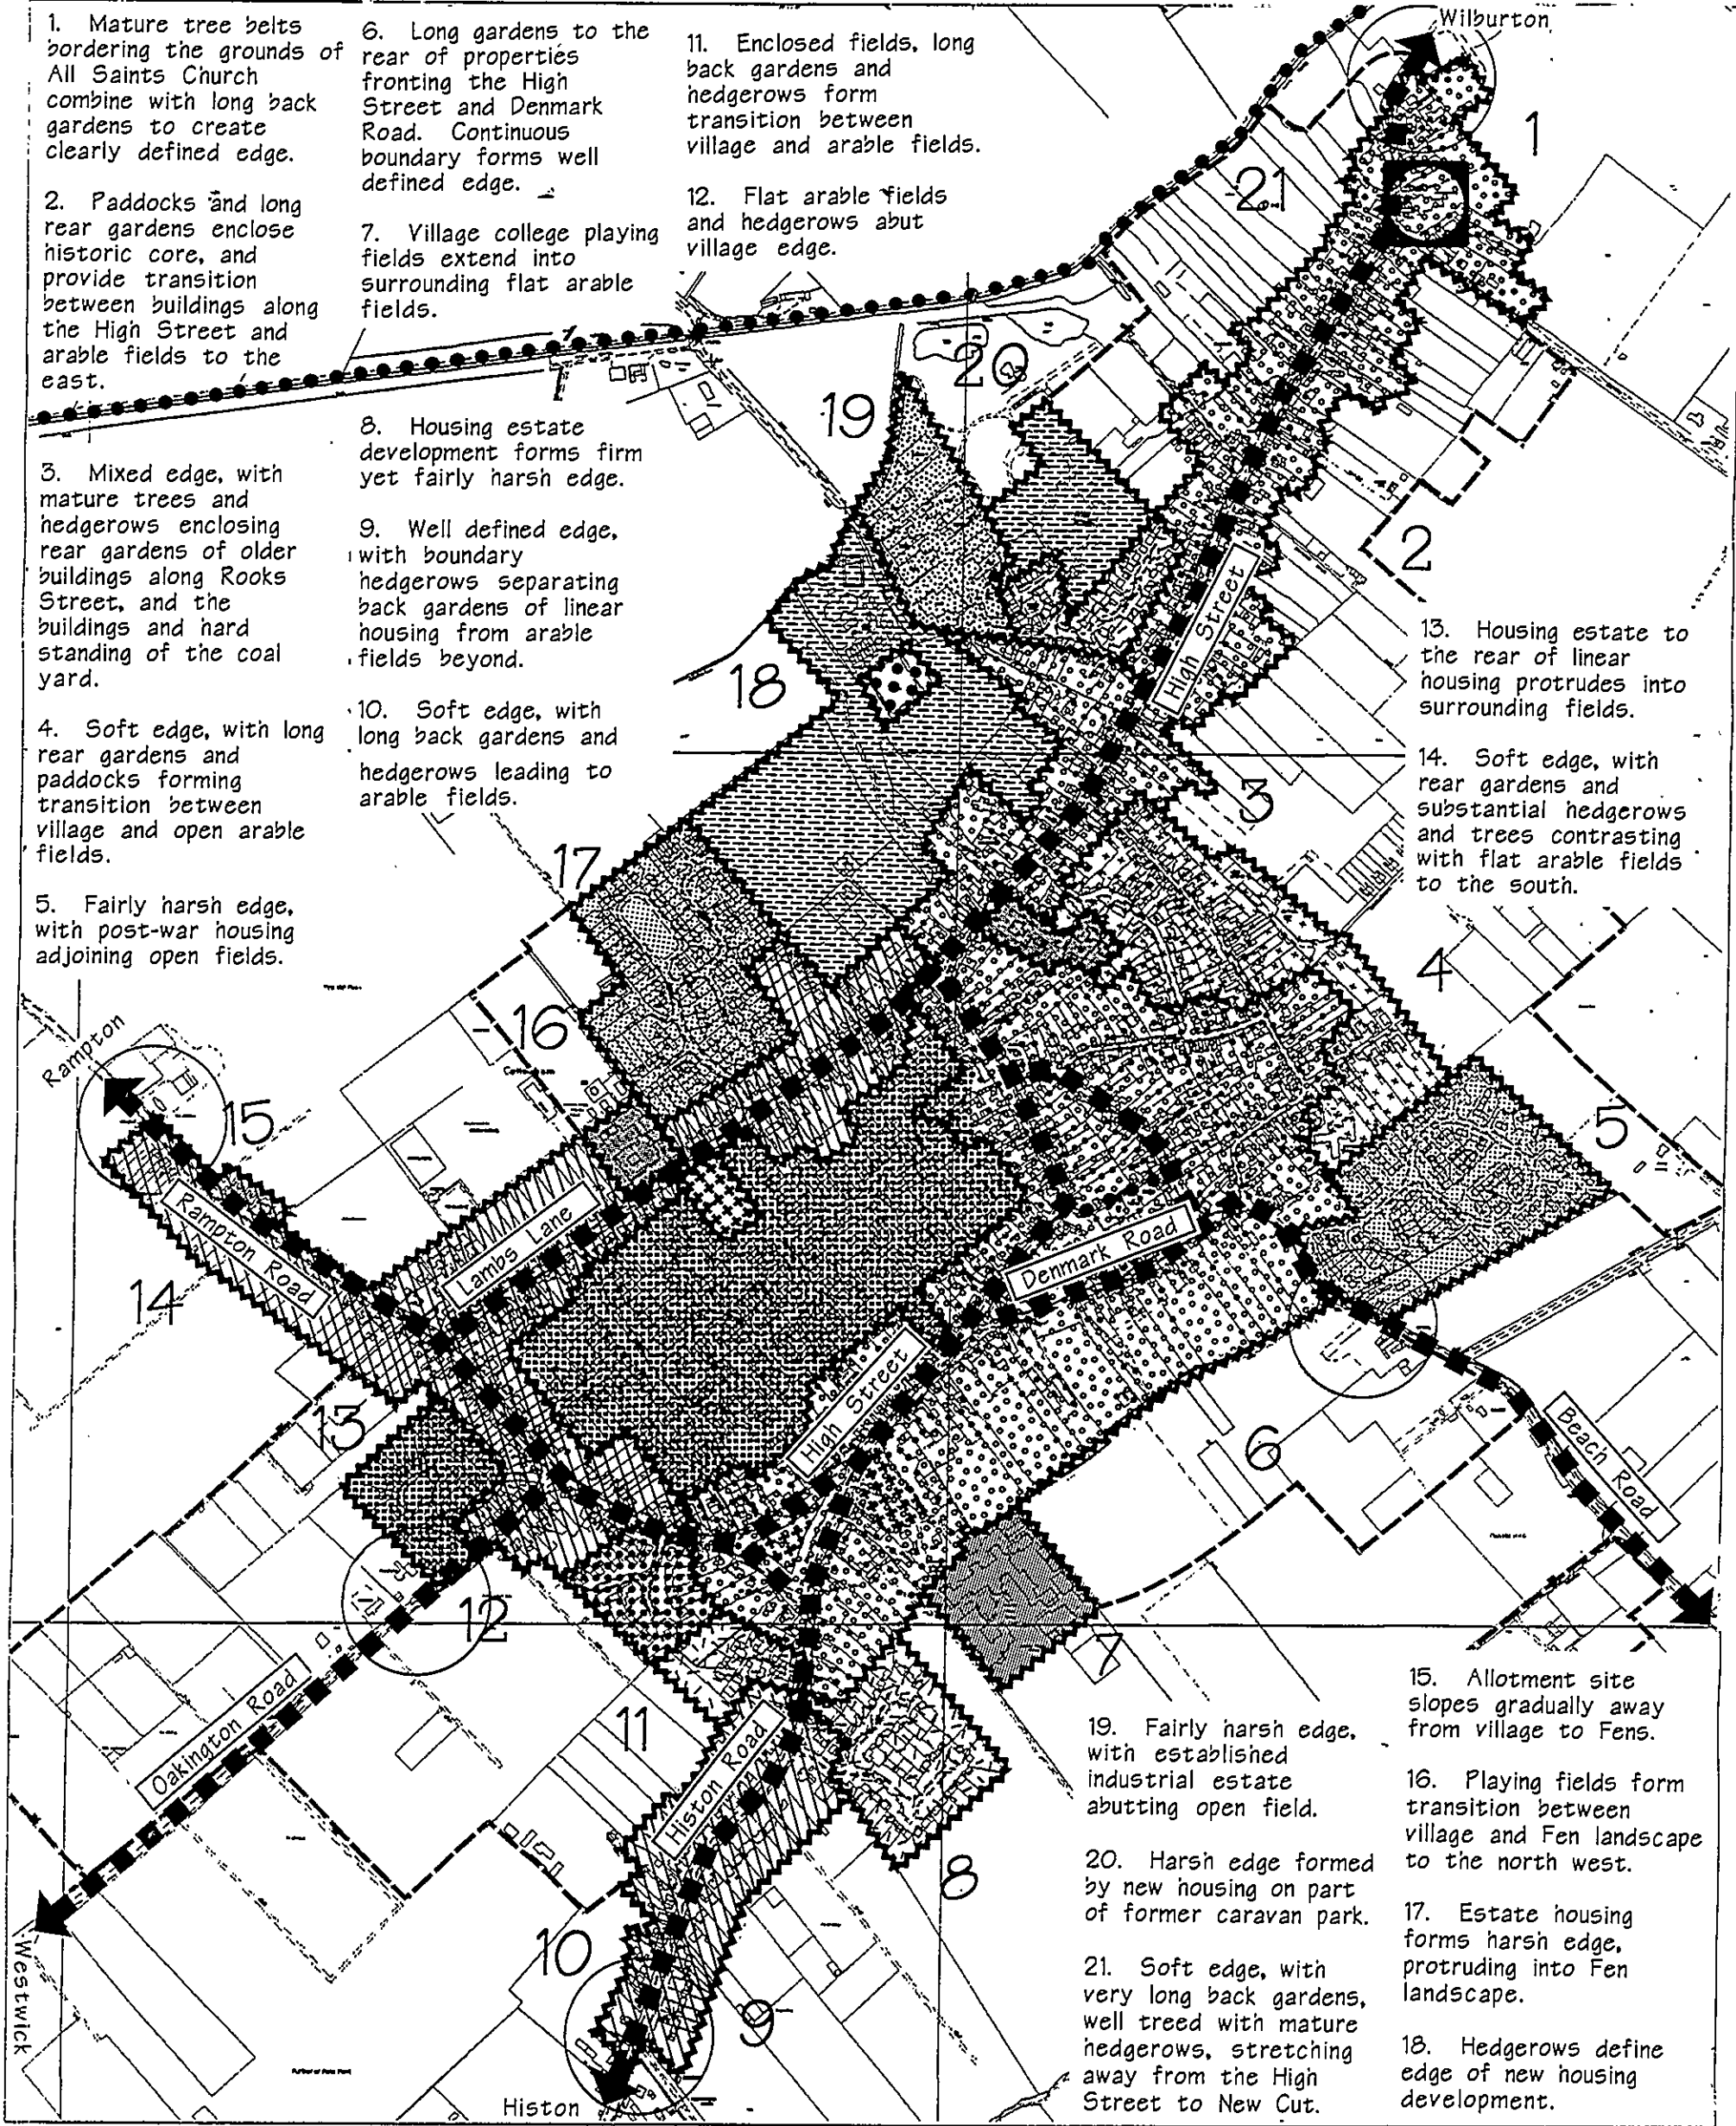 1. Mature tree belts
bordering the grounds of
All Saints Church
combine with long back
gardens to create
clearly defined edge.
2. Paddocks and long
rear gardens enclose
historic core, and
provide transition
between buildings along
the High Street and
arable fields to the
east.
3. Mixed edge, with
mature trees and
hedgerows enclosing
rear gardens of older
buildings along Rooks
Street, and the
buildings and hard
standing of the coal
yard.
4. Soft edge, with long
rear gardens and
paddocks forming
transition between
village and open arable
fields.
5. Fairly harsh edge,
with post-war housing
adjoining open fields.
6. Long gardens to the
rear of properties
fronting the High
Street and Denmark
Road. Continuous
boundary forms well
defined edge.
7. Village college playing
fields extend into
surrounding flat arable
fields.
8. Housing estate
development forms firm
yet fairly harsh edge.
9. Well defined edge,
with boundary
hedgerows separating
back gardens of linear
housing from arable
fields beyond.
10. Soft edge, with
long back gardens and
hedgerows leading to
arable fields.
11. Enclosed fields, long
back gardens and
hedgerows form
transition between
village and arable fields.
12. Flat arable fields
and hedgerows abut
village edge.
13. Housing estate to
the rear of linear
housing protrudes into
surrounding fields.
14. Soft edge, with
rear gardens and
substantial hedgerows
and trees contrasting
with flat arable fields
to the south.
15. Allotment site
slopes gradually away
from village to Fens.
16. Playing fields form
transition between
village and Fen landscape
to the north west.
17. Estate housing
forms harsh edge,
protruding into Fen
landscape.
18. Hedgerows define
edge of new housing
development.
19. Fairly harsh edge,
with established
industrial estate
abutting open field.
20. Harsh edge formed
by new housing on part
of former caravan park.
21. Soft edge, with
very long back gardens,
well treed with mature
hedgerows, stretching
away from the High
Street to New Cut.
Wilburton
1
21
20
19
2
High Street
18
3
17
4
16
Rampton
15
5
Rampton Road
Lambs Lane
Denmark Road
14
High Street
13
6
Beach Road
12
7
Oakington Road
11
Histon Road
8
10
9
Westwick
Histon